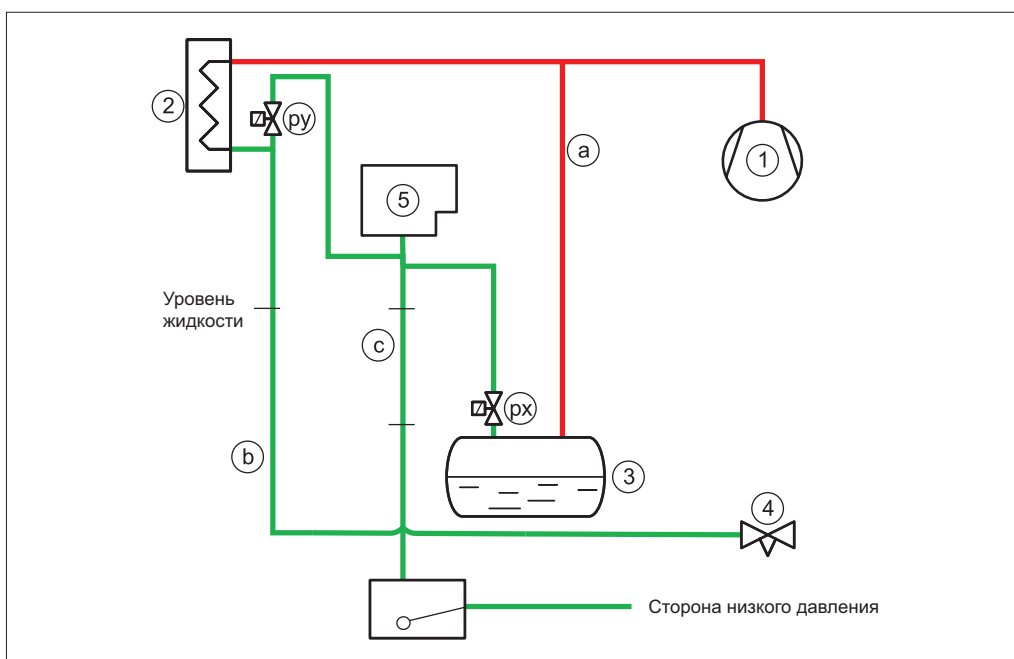 2
py
a
1
5
Уровень
жидкости
c
px
b
3
4
Сторона низкого давления